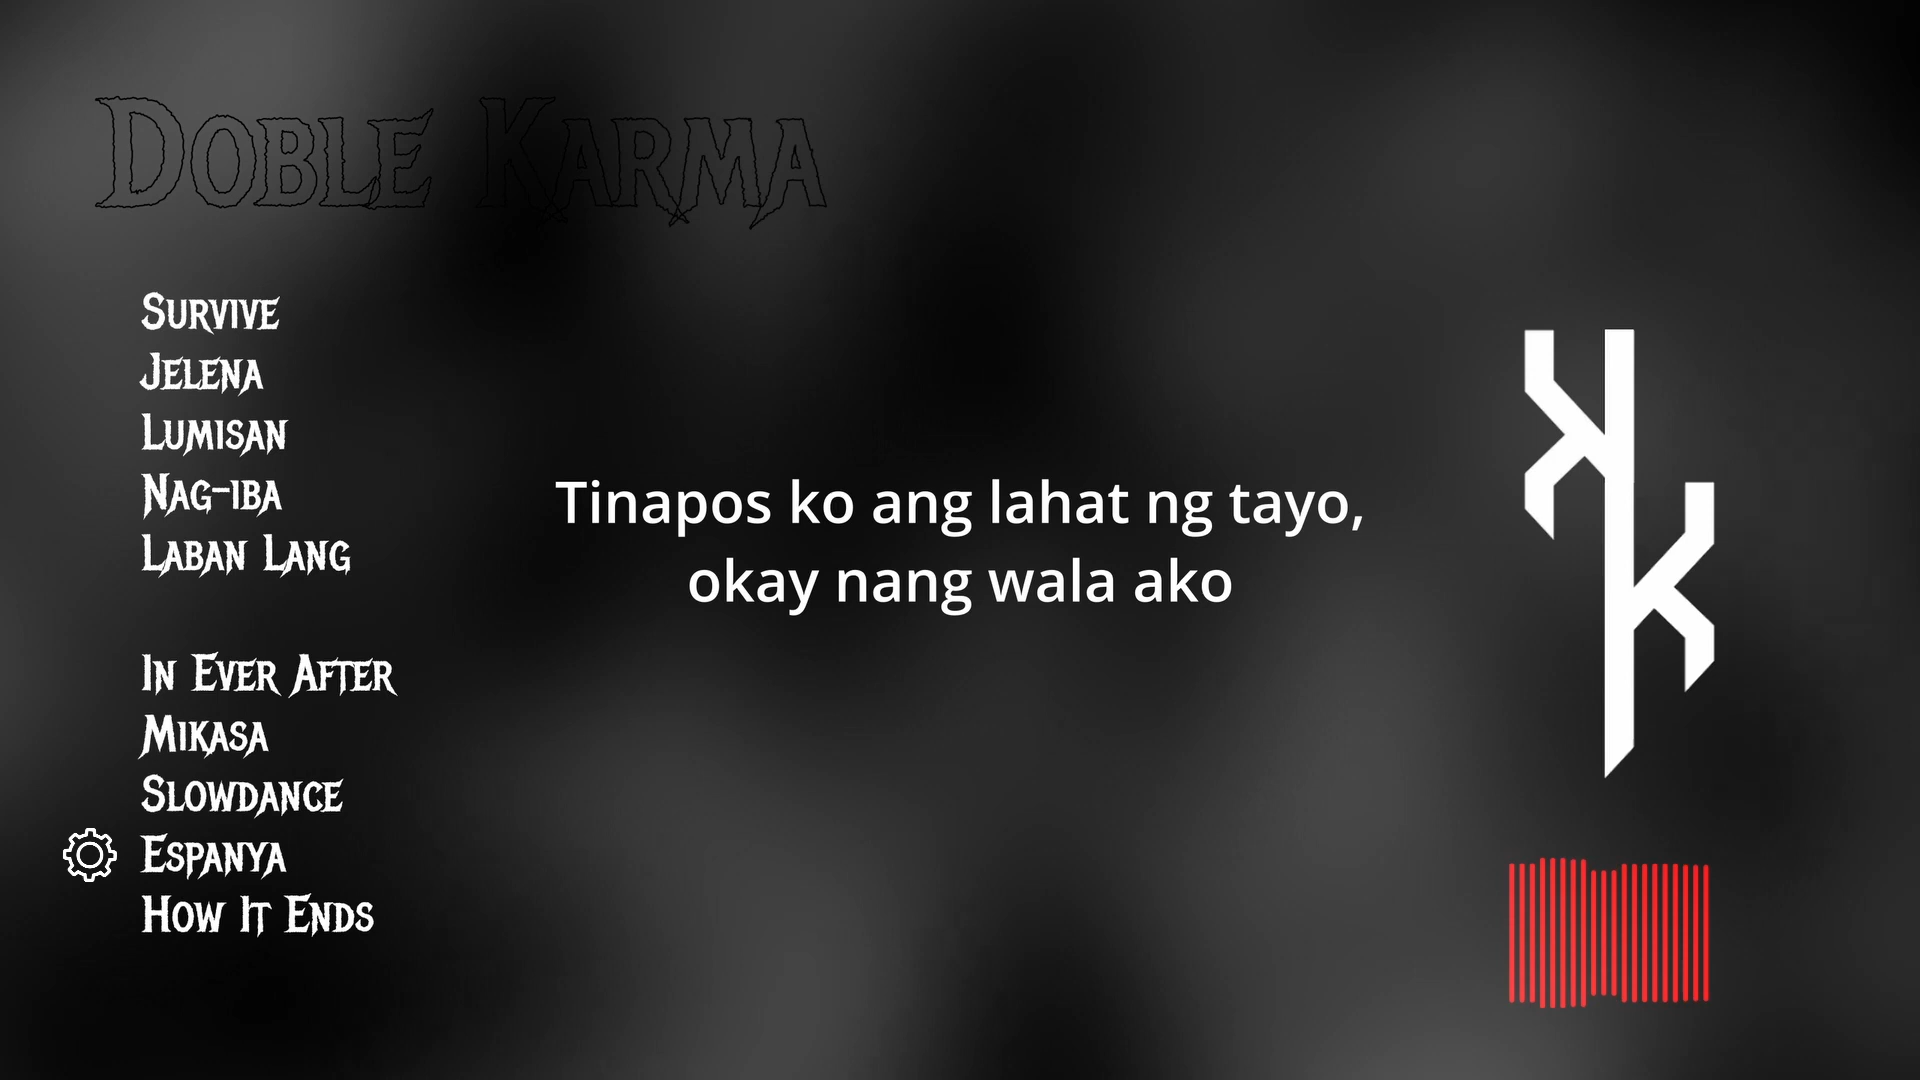 Doble Karma
Survive
Jelena
Lumisan
Nag-iba
Laban Lang
In Ever After
Mikasa
Slowdance
Espanya
How It Ends
Tinapos ko ang lahat ng tayo,
okay nang wala ako